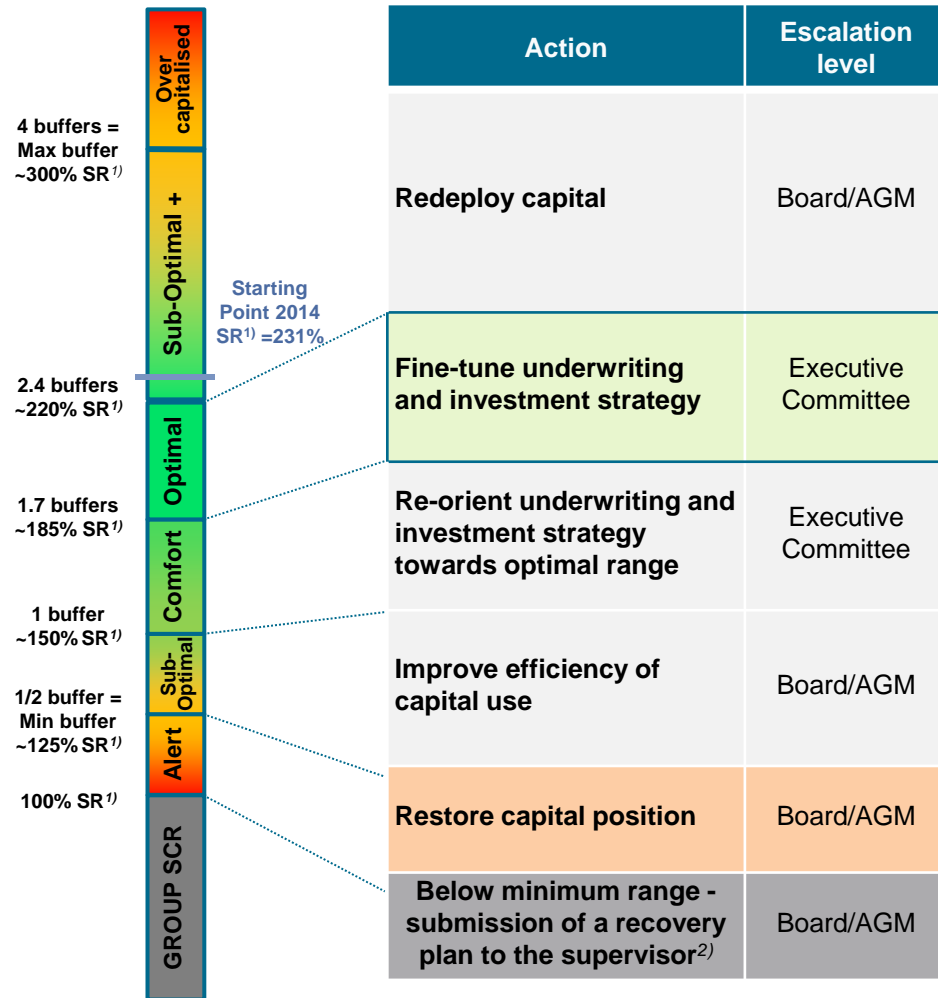 Over
capitalised
4 buffers =
Max buffer
~300% SR1)
Sub-Optimal +
Starting
Point 2014
SR1) =231%
2.4 buffers
~220% SR1)
Optimal
1.7 buffers
~185% SR1)
Comfort
1 buffer
~150% SR1)
Sub-
Optimal
1/2 buffer =
Min buffer
~125% SR1)
Alert
100% SR1)
GROUP SCR
Action
Escalation
level
Redeploy capital
Board/AGM
Fine-tune underwriting
and investment strategy
Executive
Committee
Re-orient underwriting and
investment strategy
towards optimal range
Executive
Committee
Improve efficiency of
capital use
Board/AGM
Restore capital position
Board/AGM
Below minimum range -
submission of a recovery
plan to the supervisor2)
Board/AGM